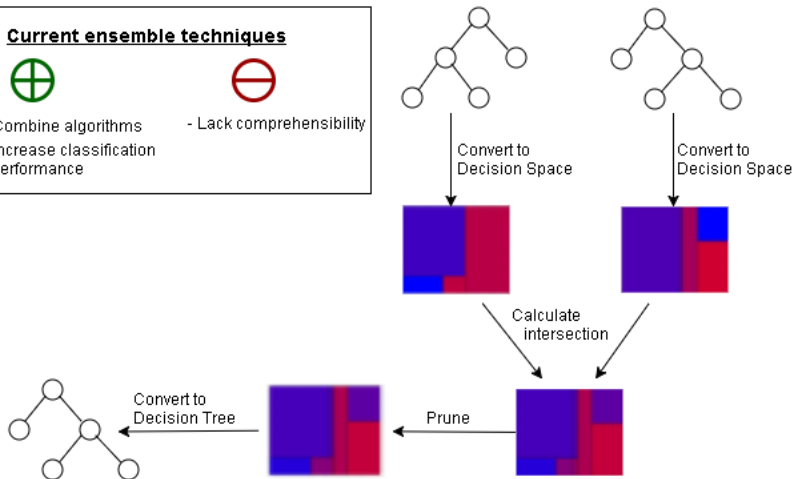 Current ensemble techniques
Combine algorithms
- Lack comprehensibility
ncrease classification
erformance
Convert to
Decision Space
Convert to
Decision Space
Calculate
intersection
Convert to
Decision Tree
Prune